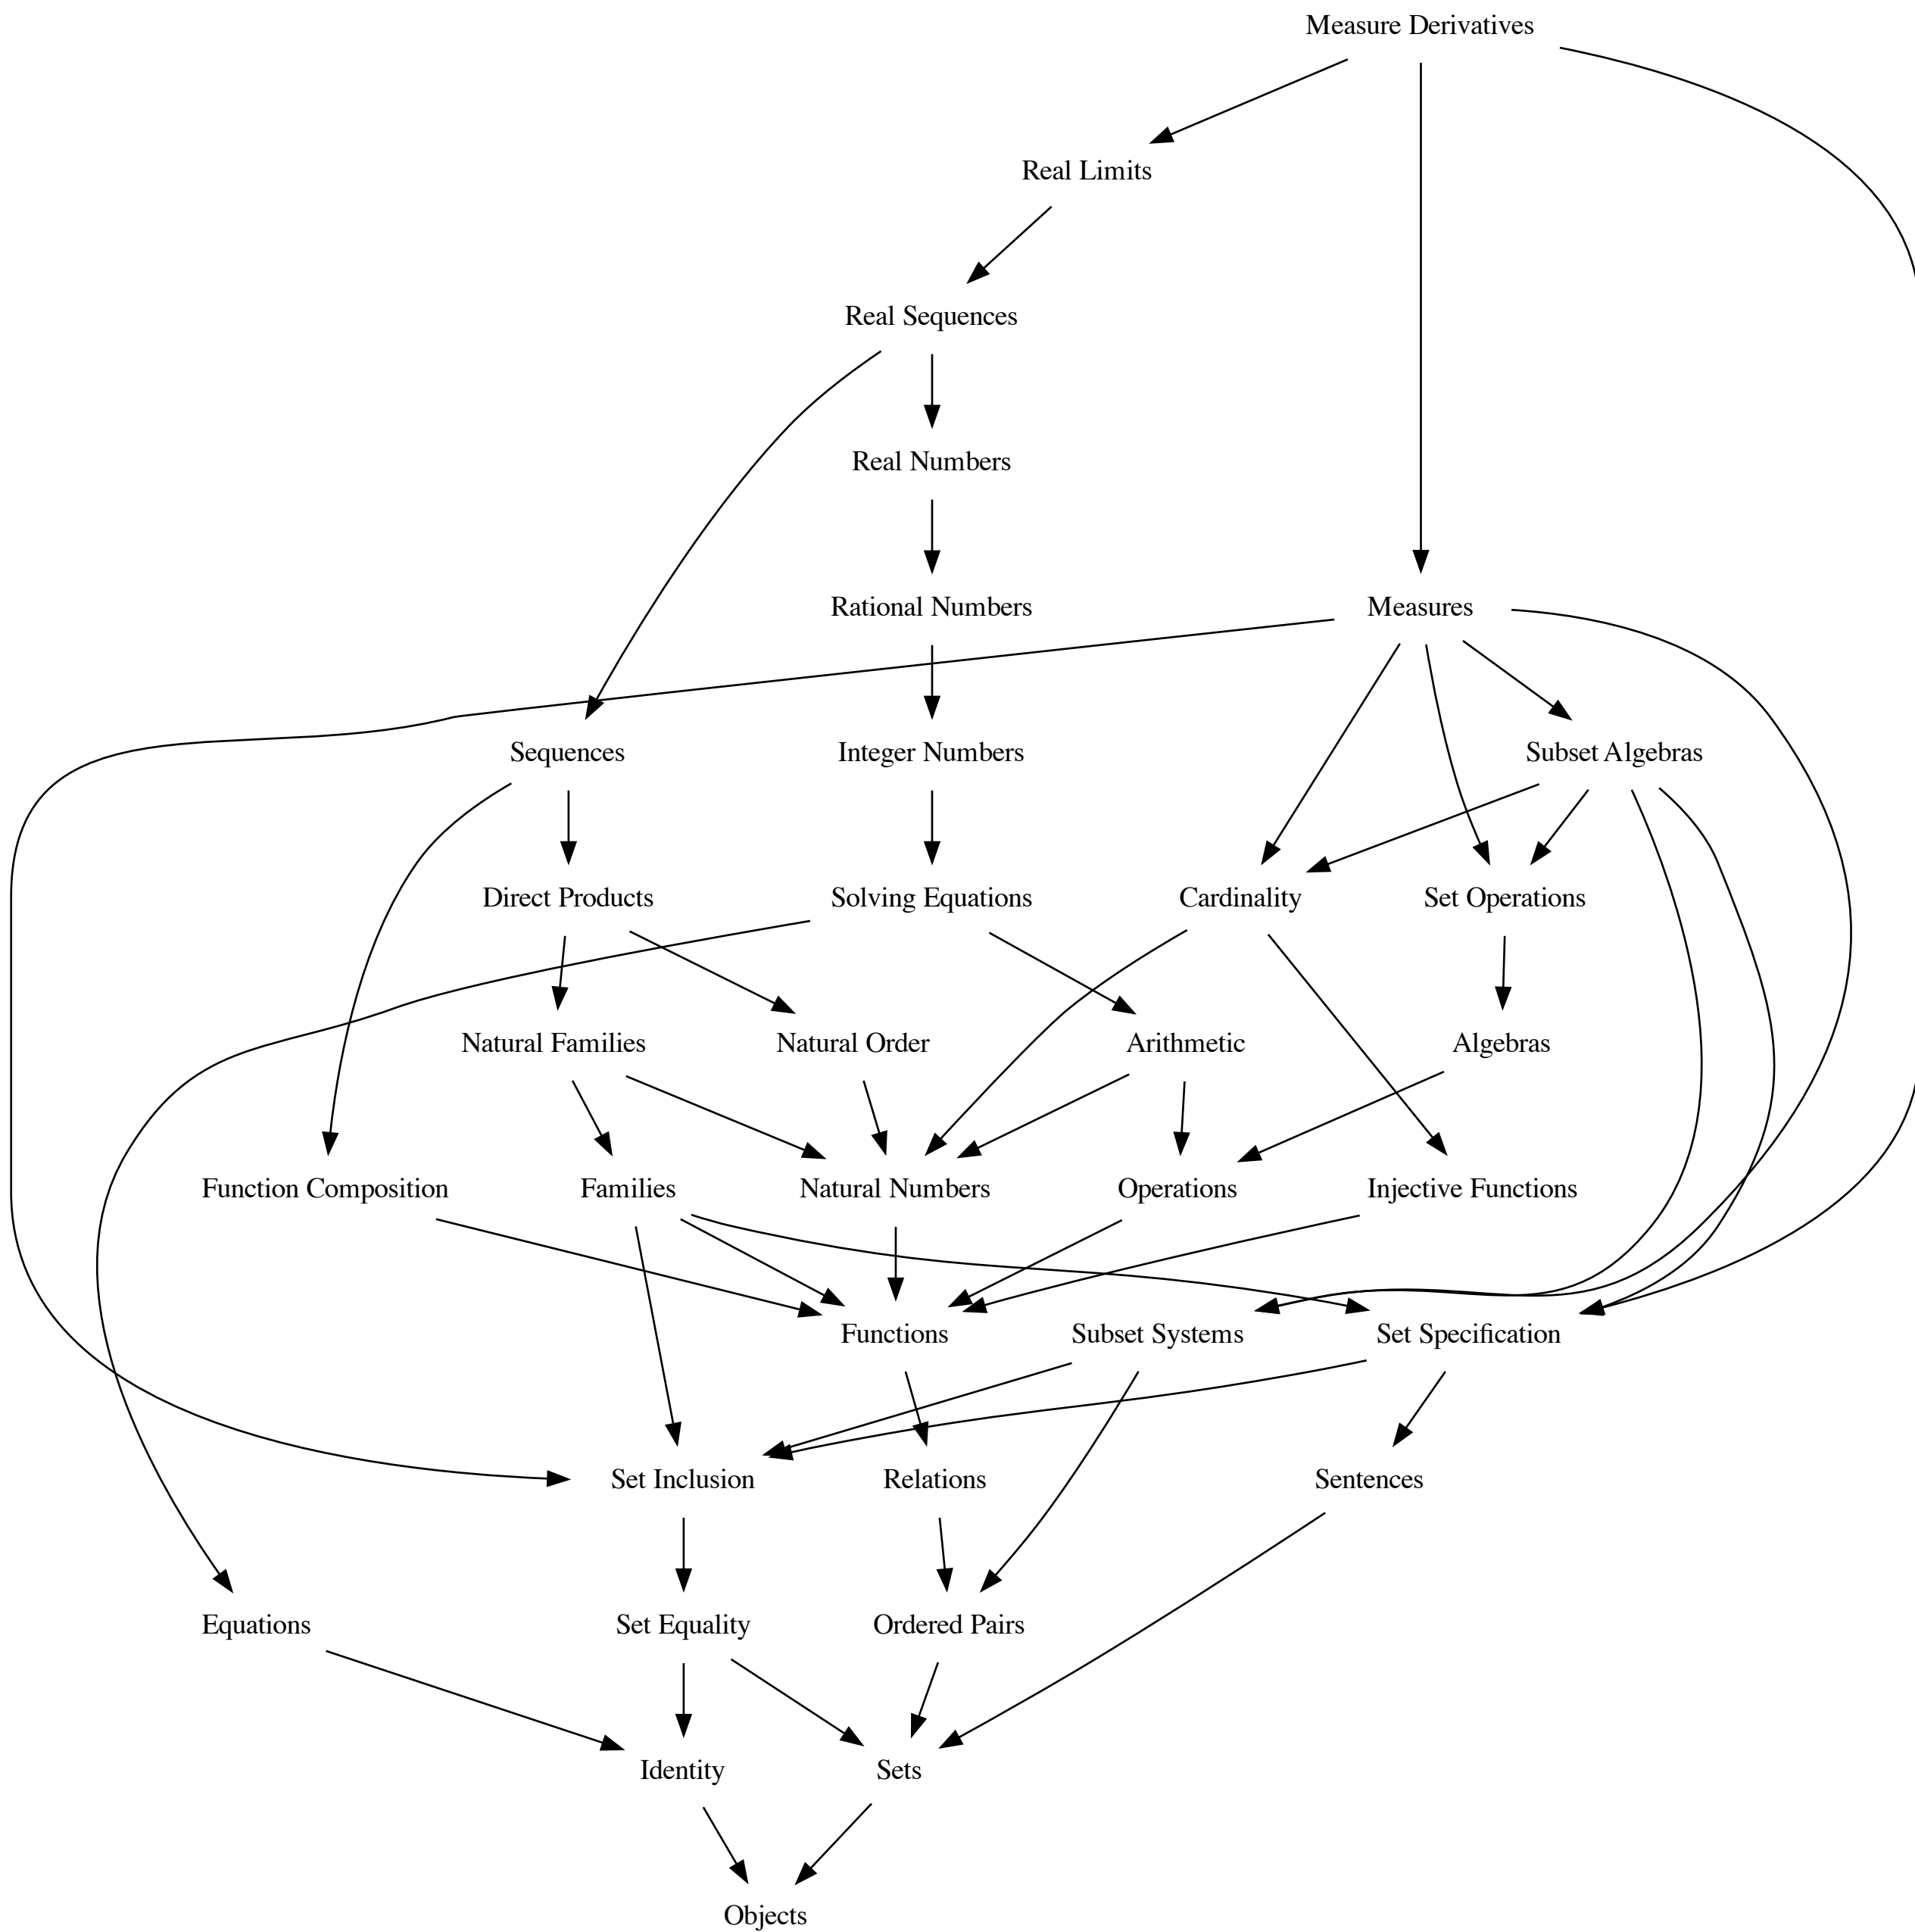 Measure Derivatives
Real Limits
Real Sequences
Real Numbers
Rational Numbers
Measures
Sequences
Integer Numbers
Subset Algebras
Direct Products
Solving Equations
Cardinality
Set Operations
Natural Families
Natural Order
Arithmetic
Algebras
Function Composition
Families
Natural Numbers
Operations
Injective Functions
Functions
Subset Systems
Set Specification
Set Inclusion
Relations
Sentences
Equations
Set Equality
Ordered Pairs
Identity
Sets
Objects